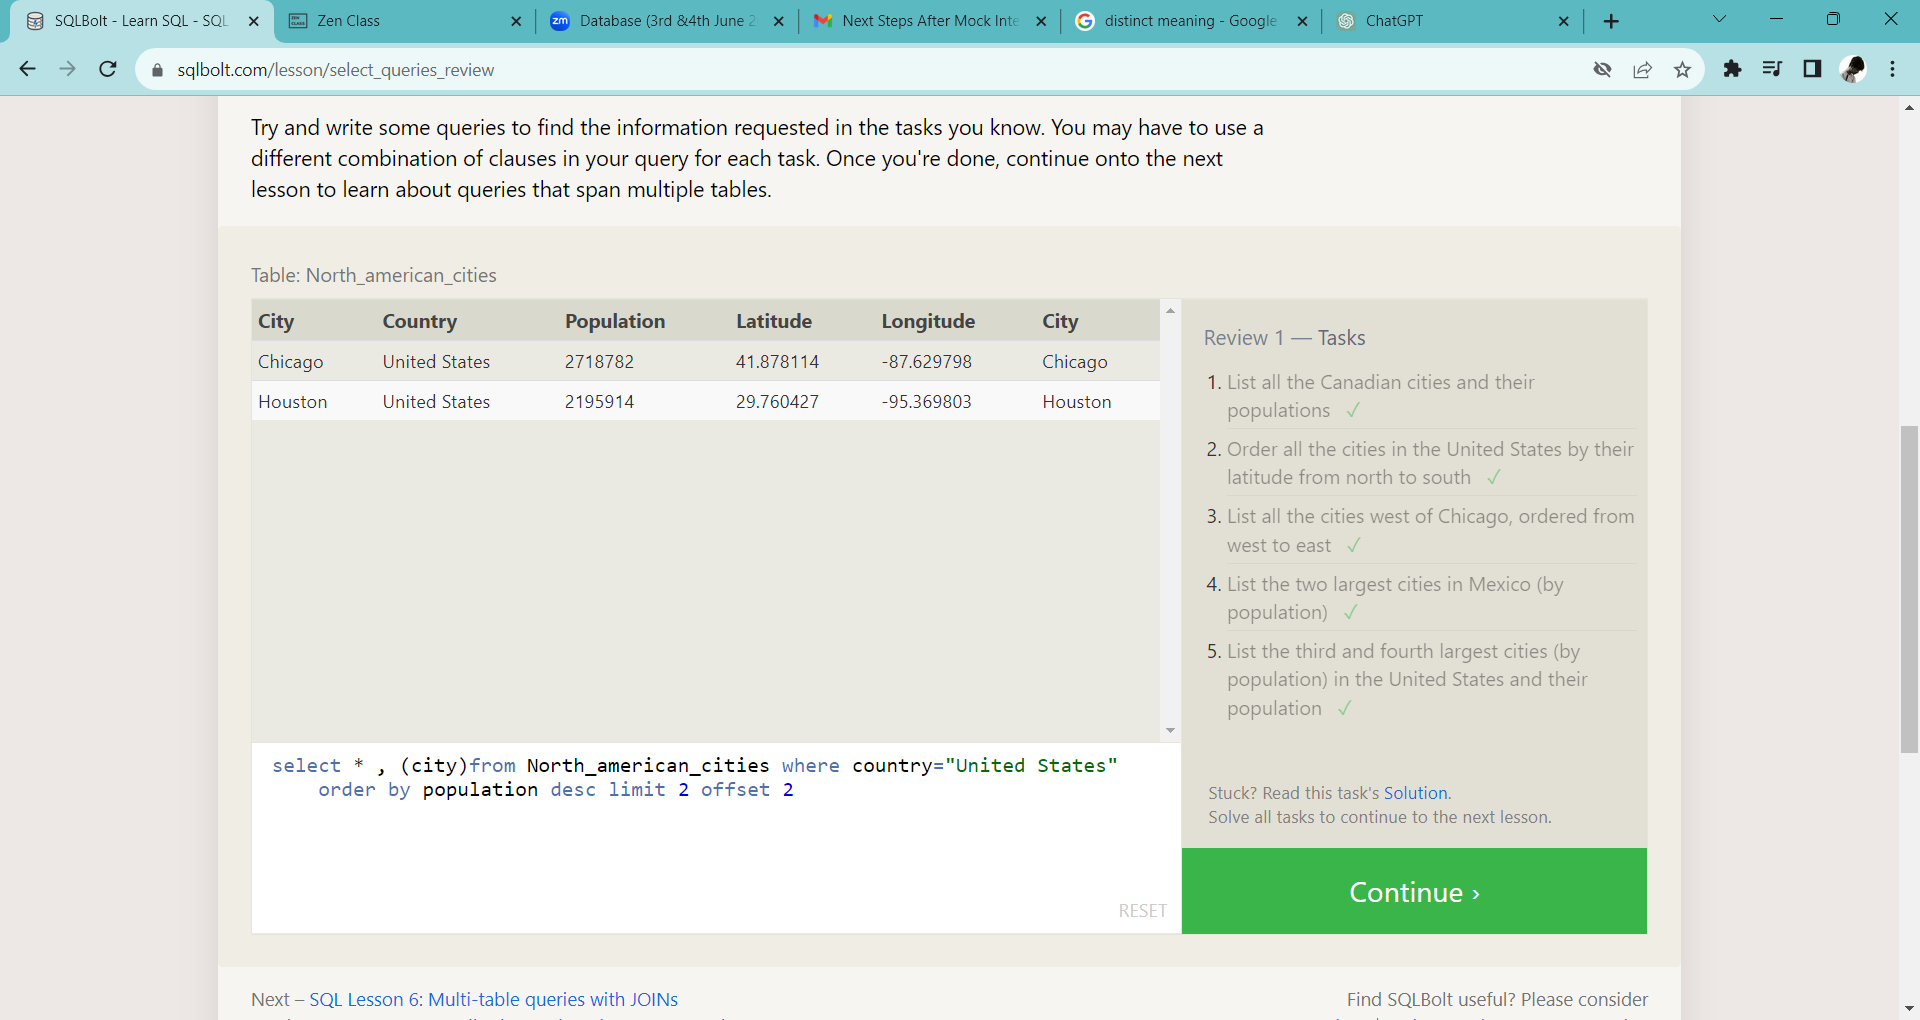 SQLBolt - Learn SQL - SQL
Zen Class
zm Database (3rd &4th June 2
Next Steps After Mock Inte
distinct meaning - Google
ChatGPT
sqlbolt.com/lesson/select_queries_review
Try and write some queries to find the information requested in the tasks you know. You may have to use a
different combination of clauses in your query for each task. Once you're done, continue onto the next
lesson to learn about queries that span multiple tables.
Table: North_american_cities
City Country Population Latitude Longitude City
Chicago United States 2718782 41.878114 -87.629798 Chicago
Houston United States 2195914 29.760427 -95.369803 Houston
select * , (city)from North_american_cities where country="United States"
order by population desc limit 2 offset 2
RESET
Review 1 — Tasks
1. List all the Canadian cities and their
populations ✓
2. Order all the cities in the United States by their
latitude from north to south ✓
3. List all the cities west of Chicago, ordered from
west to east ✓
4. List the two largest cities in Mexico (by
population) ✓
5. List the third and fourth largest cities (by
population) in the United States and their
population ✓
Stuck? Read this task's Solution.
Solve all tasks to continue to the next lesson.
Continue ›
Next – SQL Lesson 6: Multi-table queries with JOINs
Find SQLBolt useful? Please consider